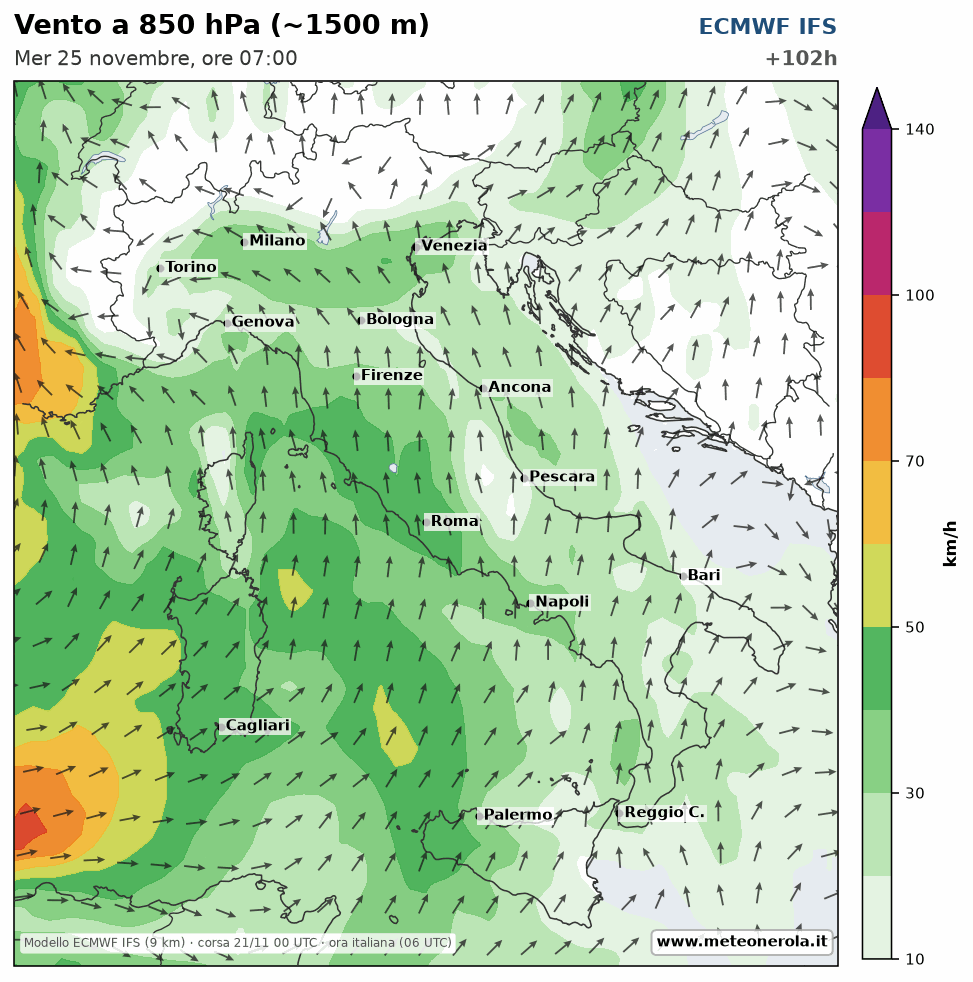 Vento a 850 hPa (~1500 m)
ECMWF IFS
Mer 25 novembre, ore 07:00
+102h
140
100
70
50
30
10
km/h
Milano
Venezia
Torino
Genova
Bologna
Firenze
Ancona
Pescara
Roma
Bari
Napoli
Cagliari
Palermo
Reggio C.
Modello ECMWF IFS (9 km) · corsa 21/11 00 UTC · ora italiana (06 UTC)
www.meteonerola.it